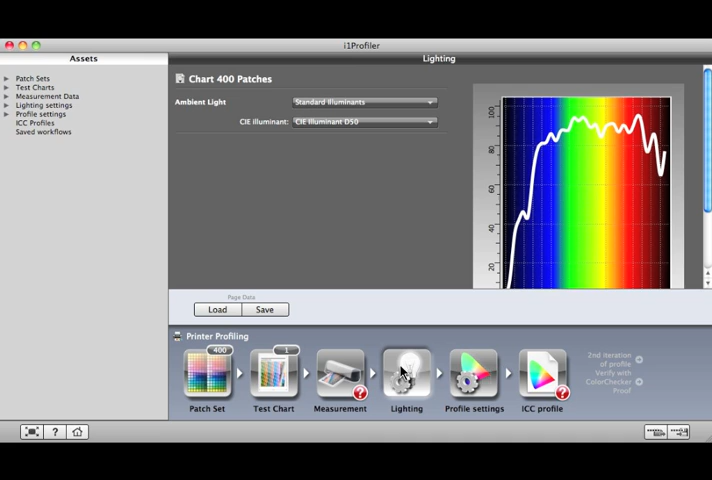 i1Profiler
Assets
Lighting
Patch Sets
Test Charts
Measurement Data
Lighting settings
Profile settings
ICC Profiles
Saved workflows
Chart 400 Patches
Ambient Light
Standard Illuminants
CIE illuminant:
CIE Illuminant D50
100
80
60
40
20
Page Data
Load
Save
Printer Profiling
400
1
Patch Set
Test Chart
Measurement
Lighting
Profile settings
ICC profile
2nd iteration
of profile
Verify with
ColorChecker
Proof
?
?
?